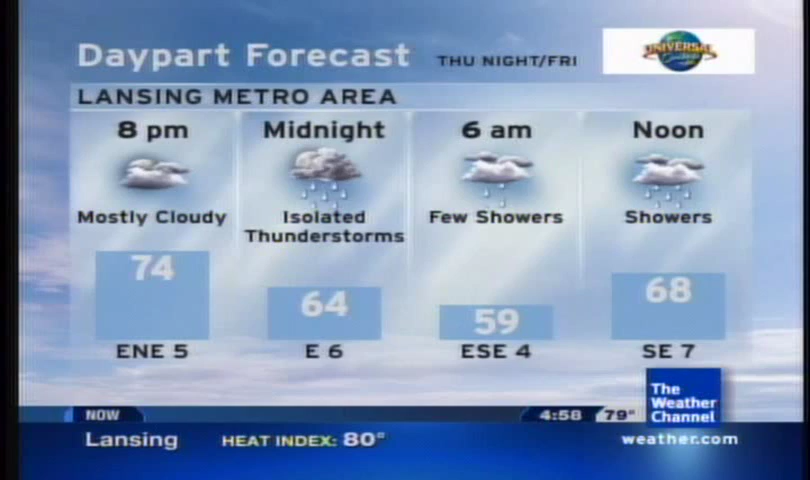 Daypart Forecast THU NIGHT/FRI
UNIVERSAL
LANSING METRO AREA
8 pm Midnight 6 am Noon
Mostly Cloudy Isolated Thunderstorms Few Showers Showers
74 64 59 68
ENE 5 E 6 ESE 4 SE 7
The
Weather
Channel
NOW 4:58 79°
Lansing HEAT INDEX: 80° weather.com